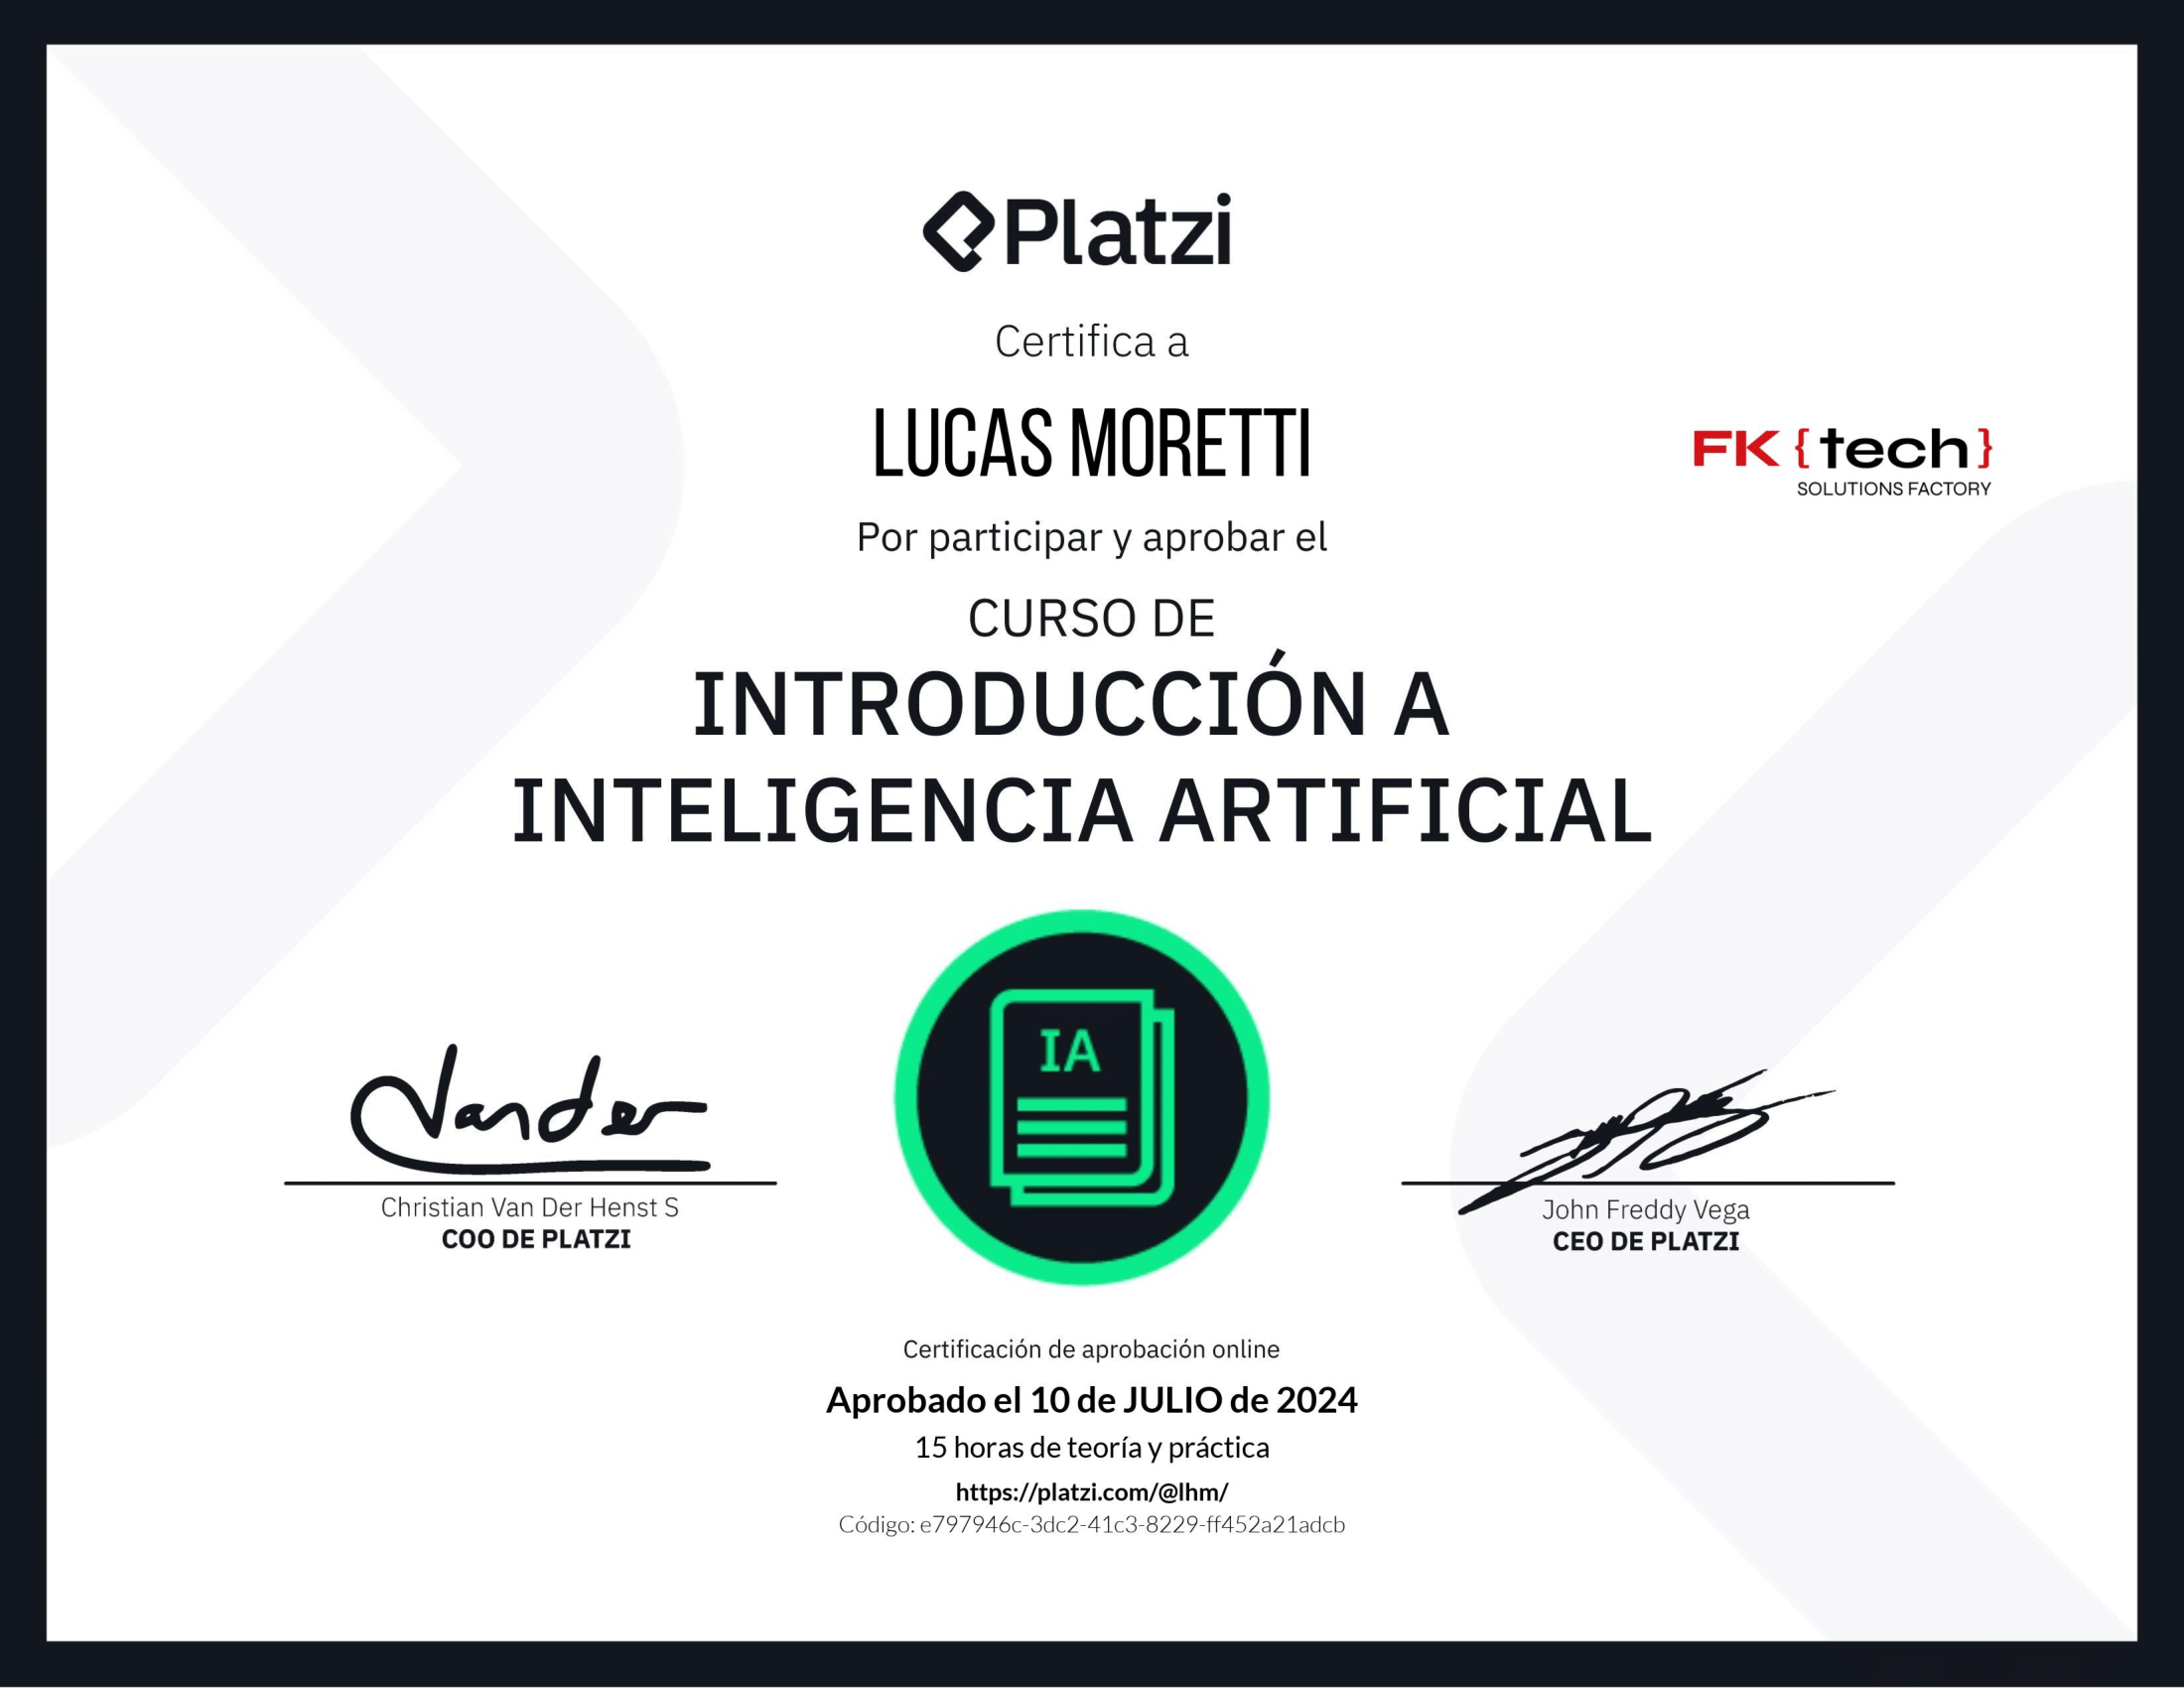 Platzi
Certifica a
LUCAS MORETTI
FK {tech}
SOLUTIONS FACTORY
Por participar y aprobar el
CURSO DE
INTRODUCCIÓN A
INTELIGENCIA ARTIFICIAL
IA
Vander
Christian Van Der Henst S
COO DE PLATZI
John Freddy Vega
CEO DE PLATZI
Certificación de aprobación online
Aprobado el 10 de JULIO de 2024
15 horas de teoría y práctica
https://platzi.com/@lhm/
Código: e797946c-3dc2-41c3-8229-ff452a21adcb